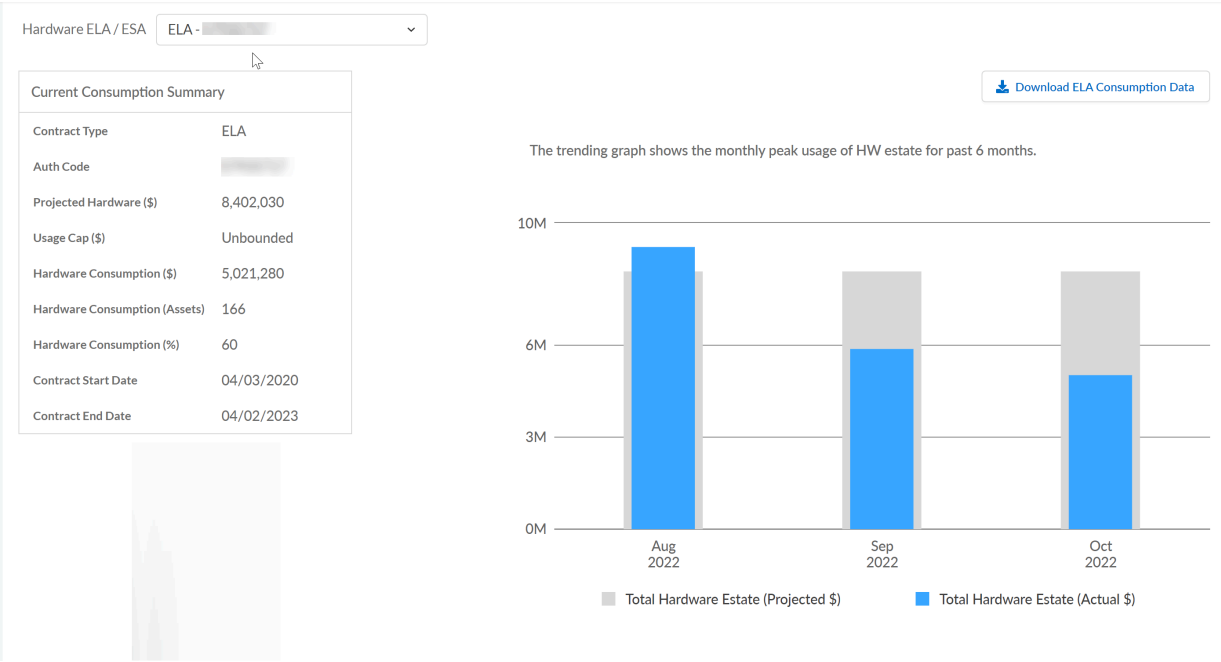 Hardware ELA / ESA ELA -
Current Consumption Summary
Contract Type ELA
Auth Code
Projected Hardware ($) 8,402,030
Usage Cap ($) Unbounded
Hardware Consumption ($) 5,021,280
Hardware Consumption (Assets) 166
Hardware Consumption (%) 60
Contract Start Date 04/03/2020
Contract End Date 04/02/2023
Download ELA Consumption Data
The trending graph shows the monthly peak usage of HW estate for past 6 months.
10M
6M
3M
0M
Aug 2022
Sep 2022
Oct 2022
Total Hardware Estate (Projected $)
Total Hardware Estate (Actual $)